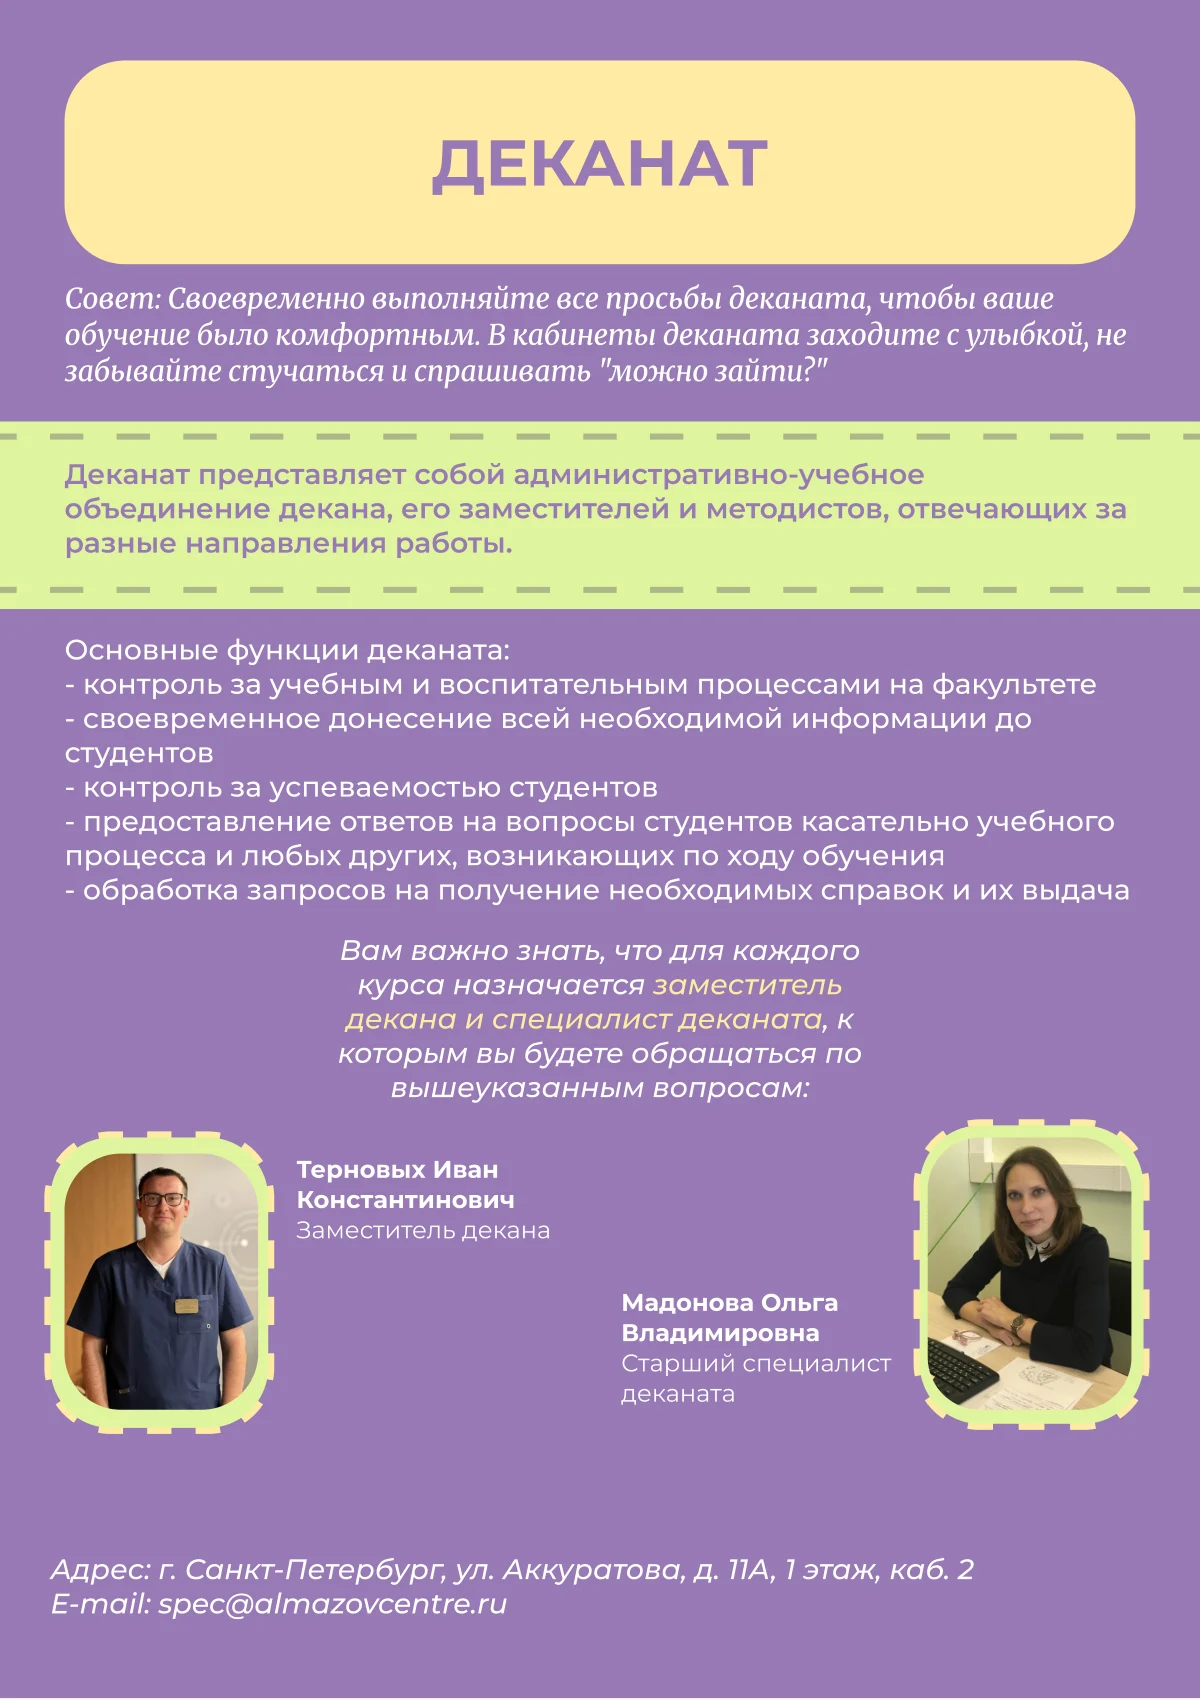 ДЕКАНАТ
Совет: Своевременно выполняйте все просьбы деканата, чтобы ваше
обучение было комфортным. В кабинеты деканата заходите с улыбкой, не
забывайте стучаться и спрашивать "можно зайти?"
Деканат представляет собой административно-учебное
объединение декана, его заместителей и методистов, отвечающих за
разные направления работы.
Основные функции деканата:
- контроль за учебным и воспитательным процессами на факультете
- своевременное донесение всей необходимой информации до
студентов
- контроль за успеваемостью студентов
- предоставление ответов на вопросы студентов касательно учебного
процесса и любых других, возникающих по ходу обучения
- обработка запросов на получение необходимых справок и их выдача
Вам важно знать, что для каждого
курса назначается заместитель
декана и специалист деканата, к
которым вы будете обращаться по
вышеуказанным вопросам:
Терновых Иван
Константинович
Заместитель декана
Мадонова Ольга
Владимировна
Старший специалист
деканата
Адрес: г. Санкт-Петербург, ул. Аккуратова, д. 11А, 1 этаж, каб. 2
E-mail: spec@almazovcentre.ru